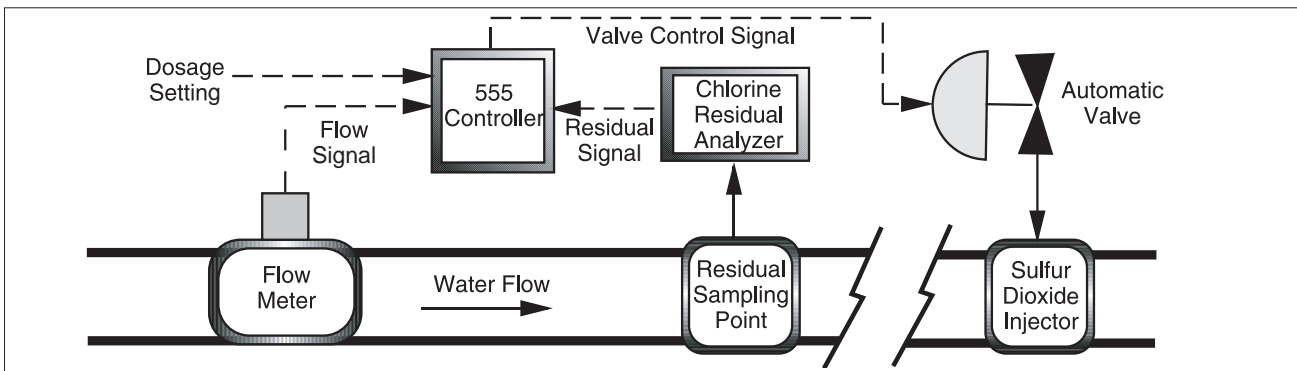 Valve Control Signal
Dosage
Setting
555
Controller
Chlorine
Residual
Analyzer
Automatic
Valve
Flow
Signal
Residual
Signal
Flow
Meter
Water Flow
Residual
Sampling
Point
Sulfur
Dioxide
Injector